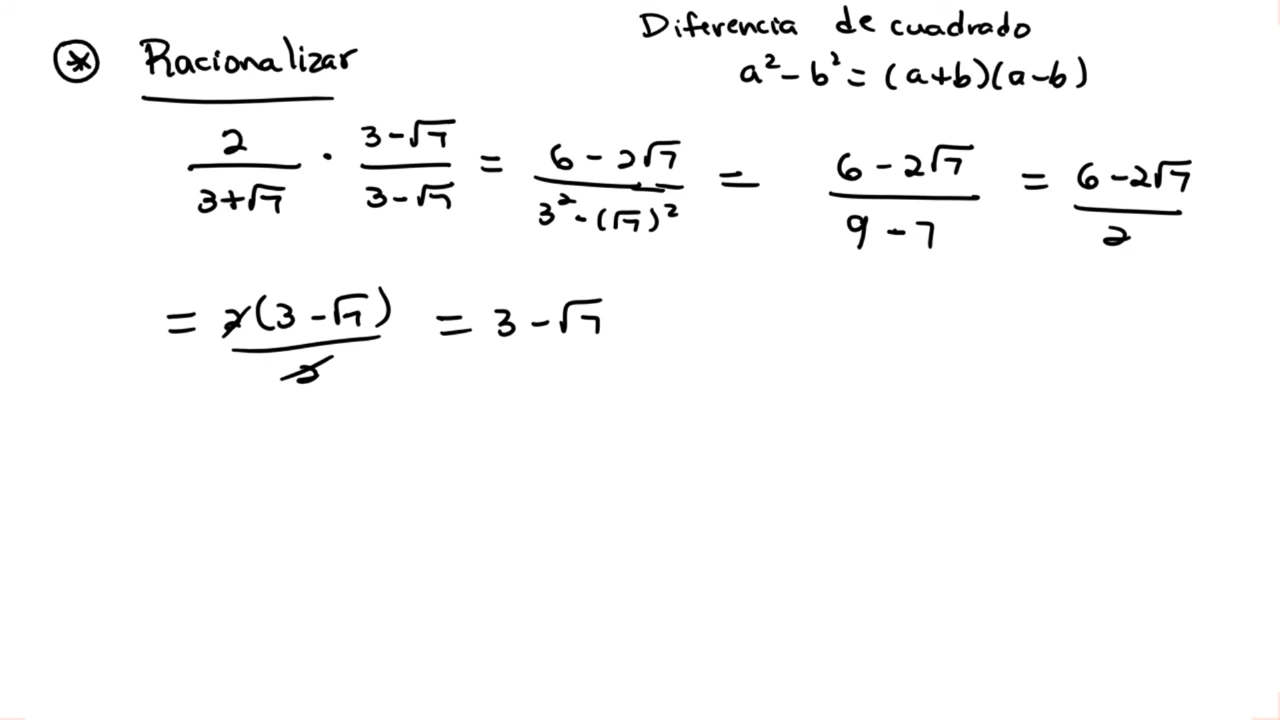 Diferencia de cuadrado
⊛ Racionalizar
a² - b² = (a+b)(a-b)
2/(3+√7) · (3-√7)/(3-√7) = (6-2√7)/(3²-(√7)²) = (6-2√7)/(9-7) = (6-2√7)/2
= 2(3-√7)/2 = 3-√7